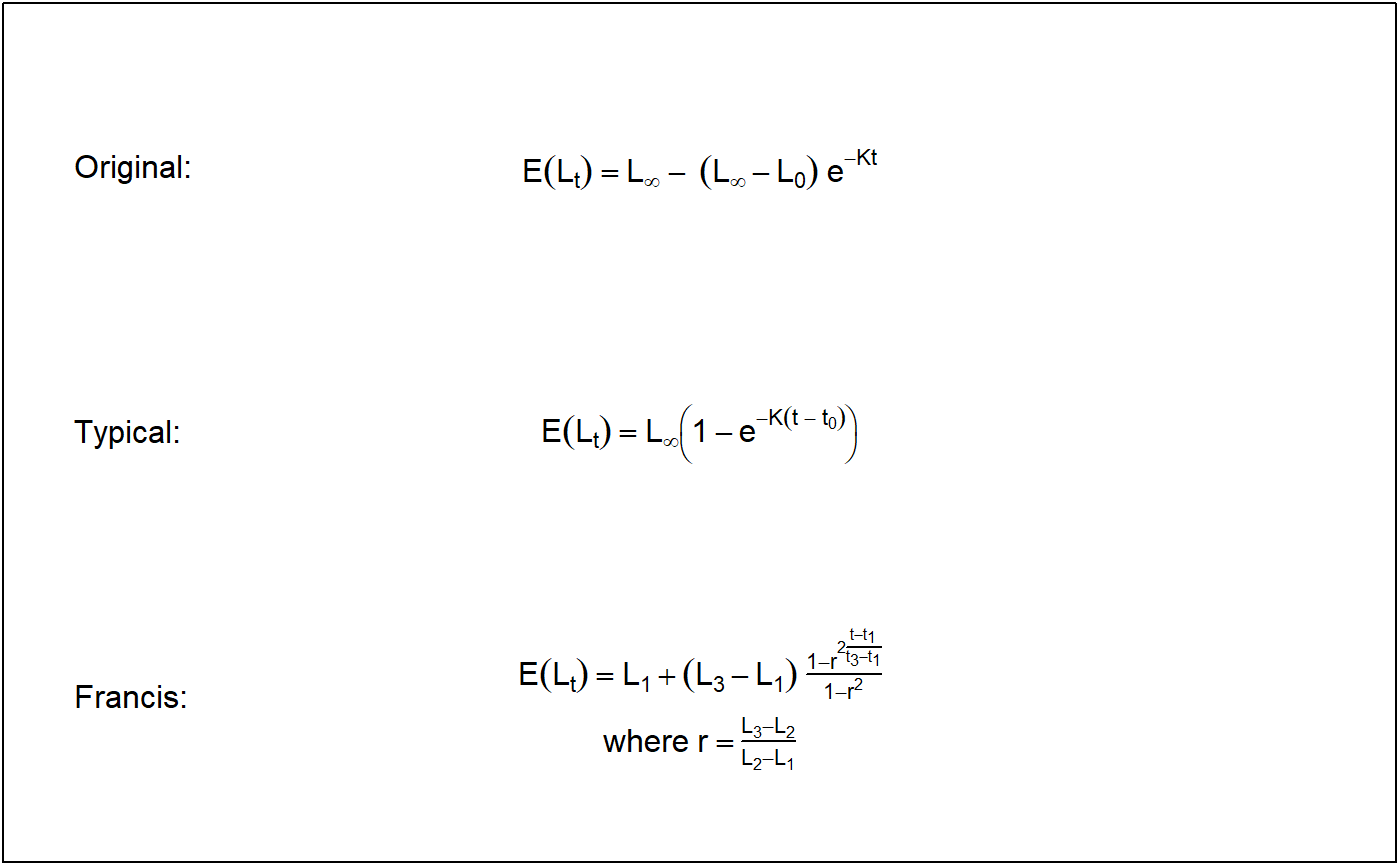 Original: E(Lₜ) = L∞ − (L∞ − L₀) e^(−Kt)
Typical: E(Lₜ) = L∞(1 − e^(−K(t − t₀)))
Francis: E(Lₜ) = L₁ + (L₃ − L₁) (1−r^(2(t−t₁)/(t₃−t₁)))/(1−r²)
where r = (L₃−L₂)/(L₂−L₁)